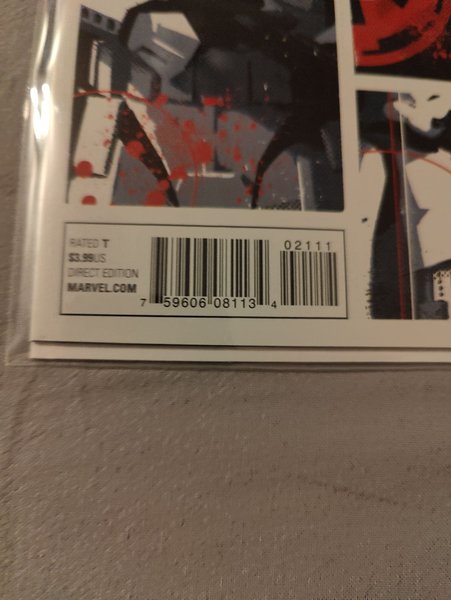 RATED T
$3.99US
DIRECT EDITION
MARVEL.COM
02111
7 59606 08113 4